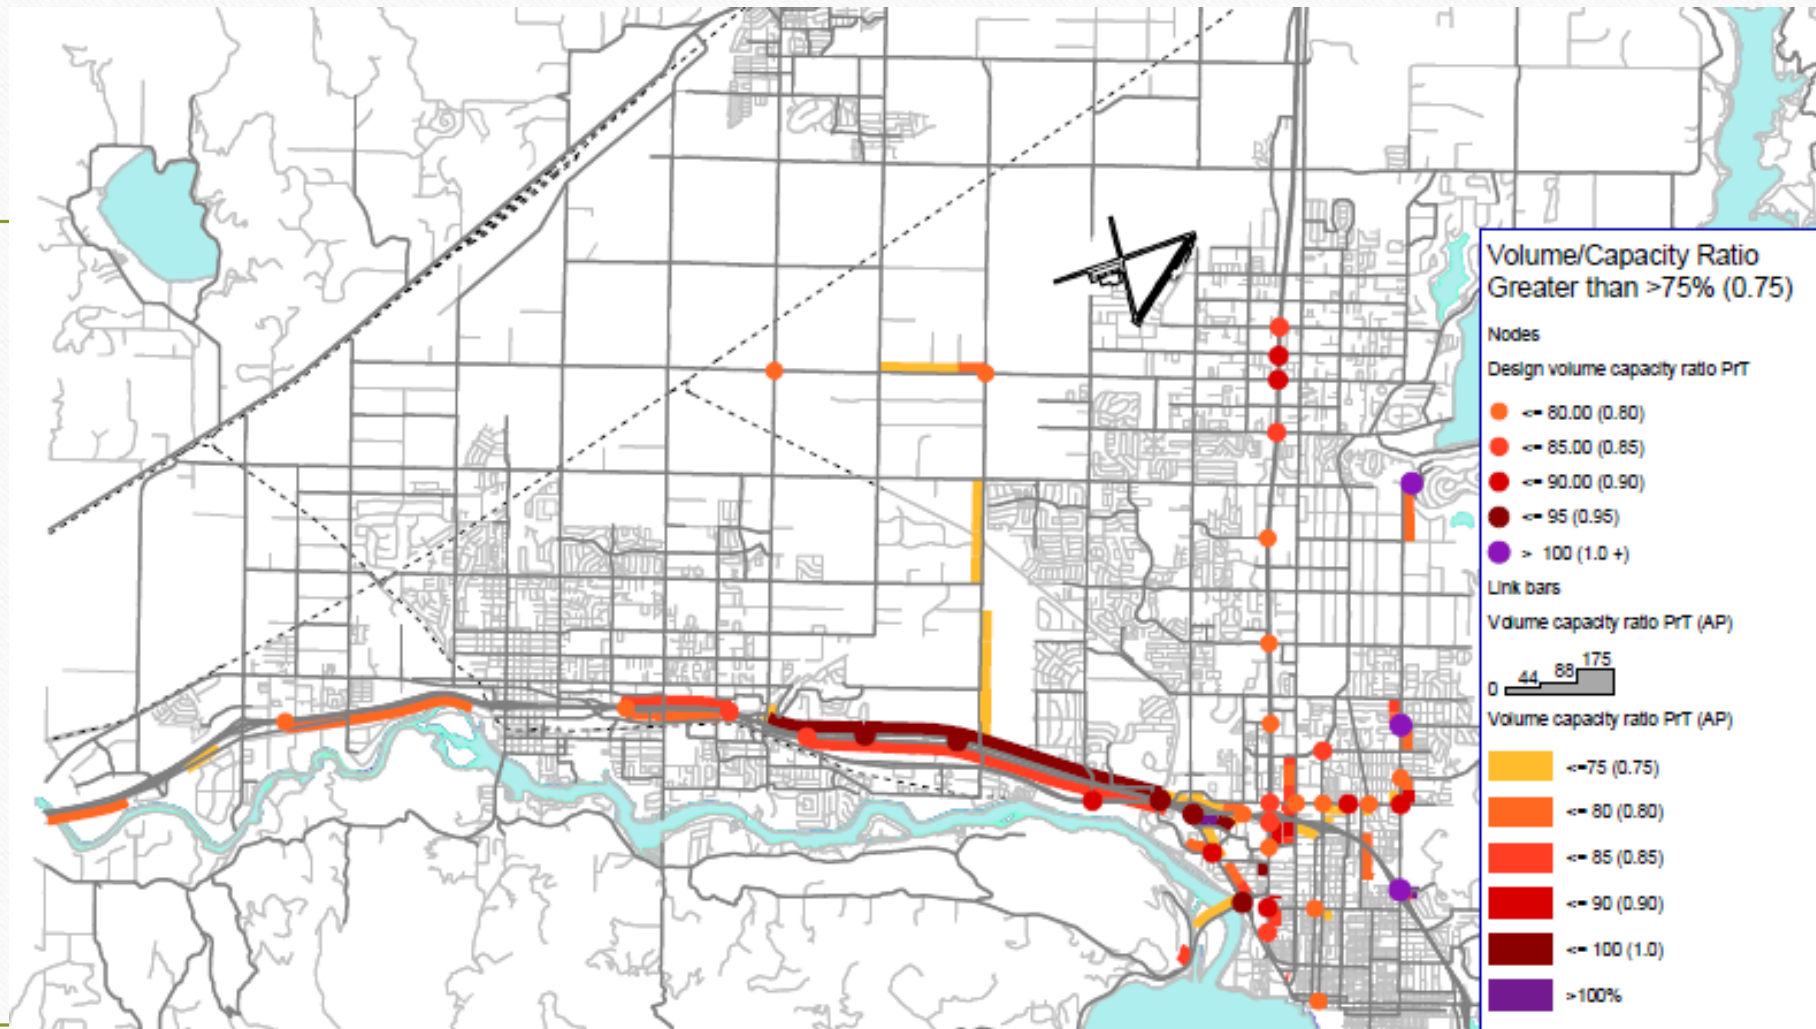 Volume/Capacity Ratio
Greater than >75% (0.75)
Nodes
Design volume capacity ratio PrT
<= 80.00 (0.80)
<= 85.00 (0.85)
<= 90.00 (0.90)
<= 95 (0.95)
> 100 (1.0 +)
Link bars
Volume capacity ratio PrT (AP)
0 44 88 175
Volume capacity ratio PrT (AP)
<=75 (0.75)
<= 80 (0.80)
<= 85 (0.85)
<= 90 (0.90)
<= 100 (1.0)
>100%